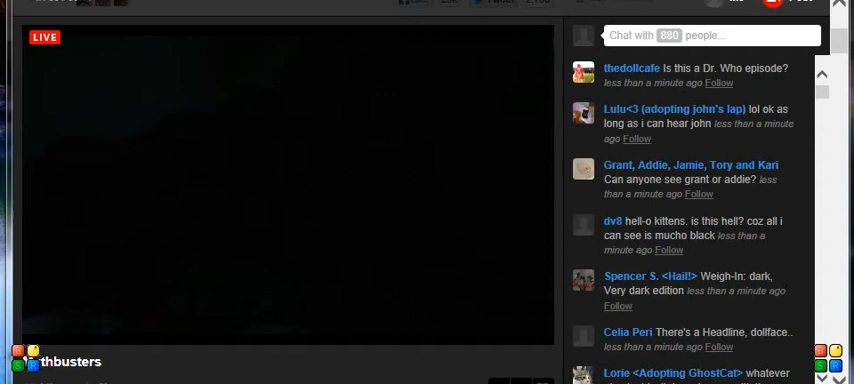 LIVE
Chat with 880 people...
thedollcafe Is this a Dr. Who episode?
less than a minute ago Follow
Lulu<3 (adopting john's lap) lol ok as
long as i can hear john less than a minute
ago Follow
Grant, Addie, Jamie, Tory and Kari
Can anyone see grant or addie? less
than a minute ago Follow
dv8 hell-o kittens. is this hell? coz all i
can see is mucho black less than a
minute ago Follow
Spencer S. <Hail!> Weigh-In: dark,
Very dark edition less than a minute ago
Follow
Celia Peri There's a Headline, dollface..
less than a minute ago Follow
Lorie <Adopting GhostCat> whatever
thbusters